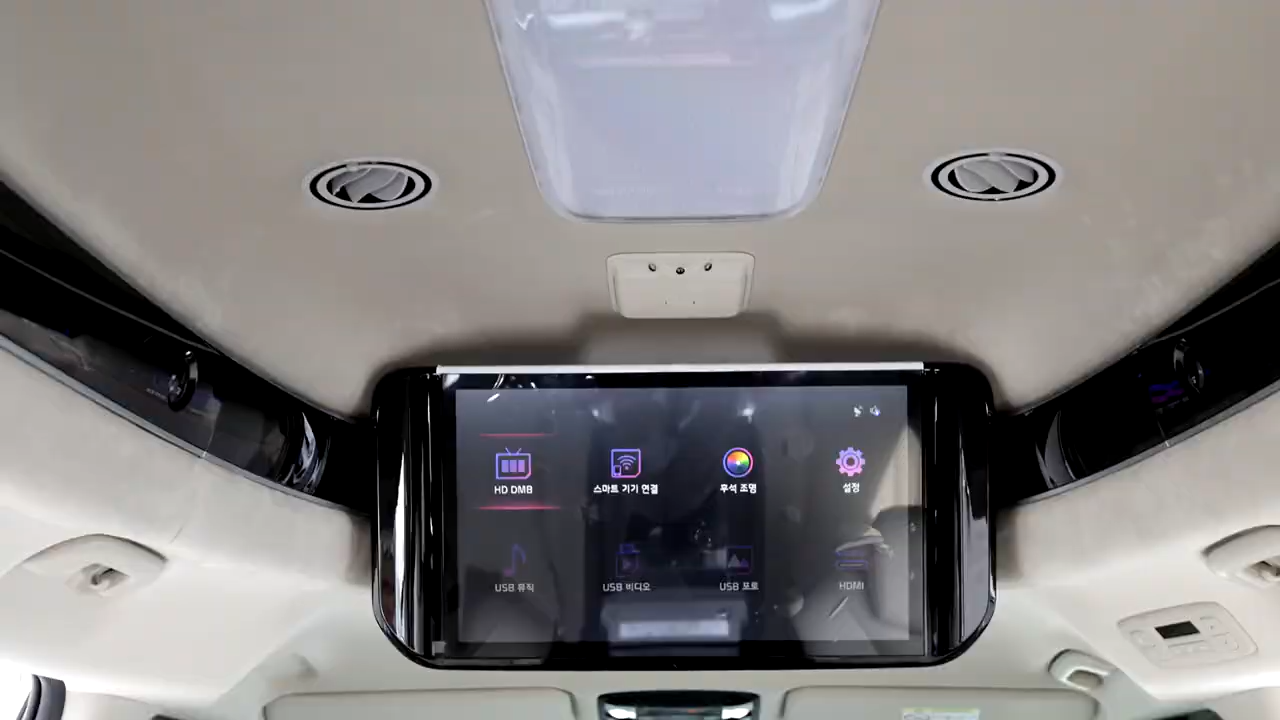 HD DMB
스마트 기기 연결
후석 조명
설정
USB 뮤직
USB 비디오
USB 포토
HDMI